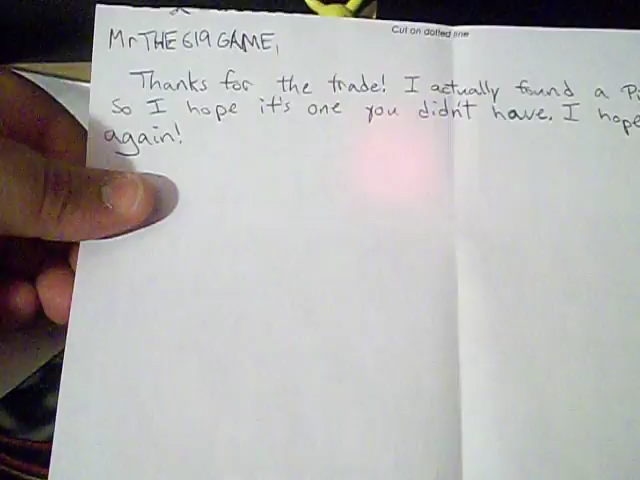 Cut on dotted line
MrTHE619GAME,
Thanks for the trade! I actually found a
So I hope it's one you didn't have. I hope
again!